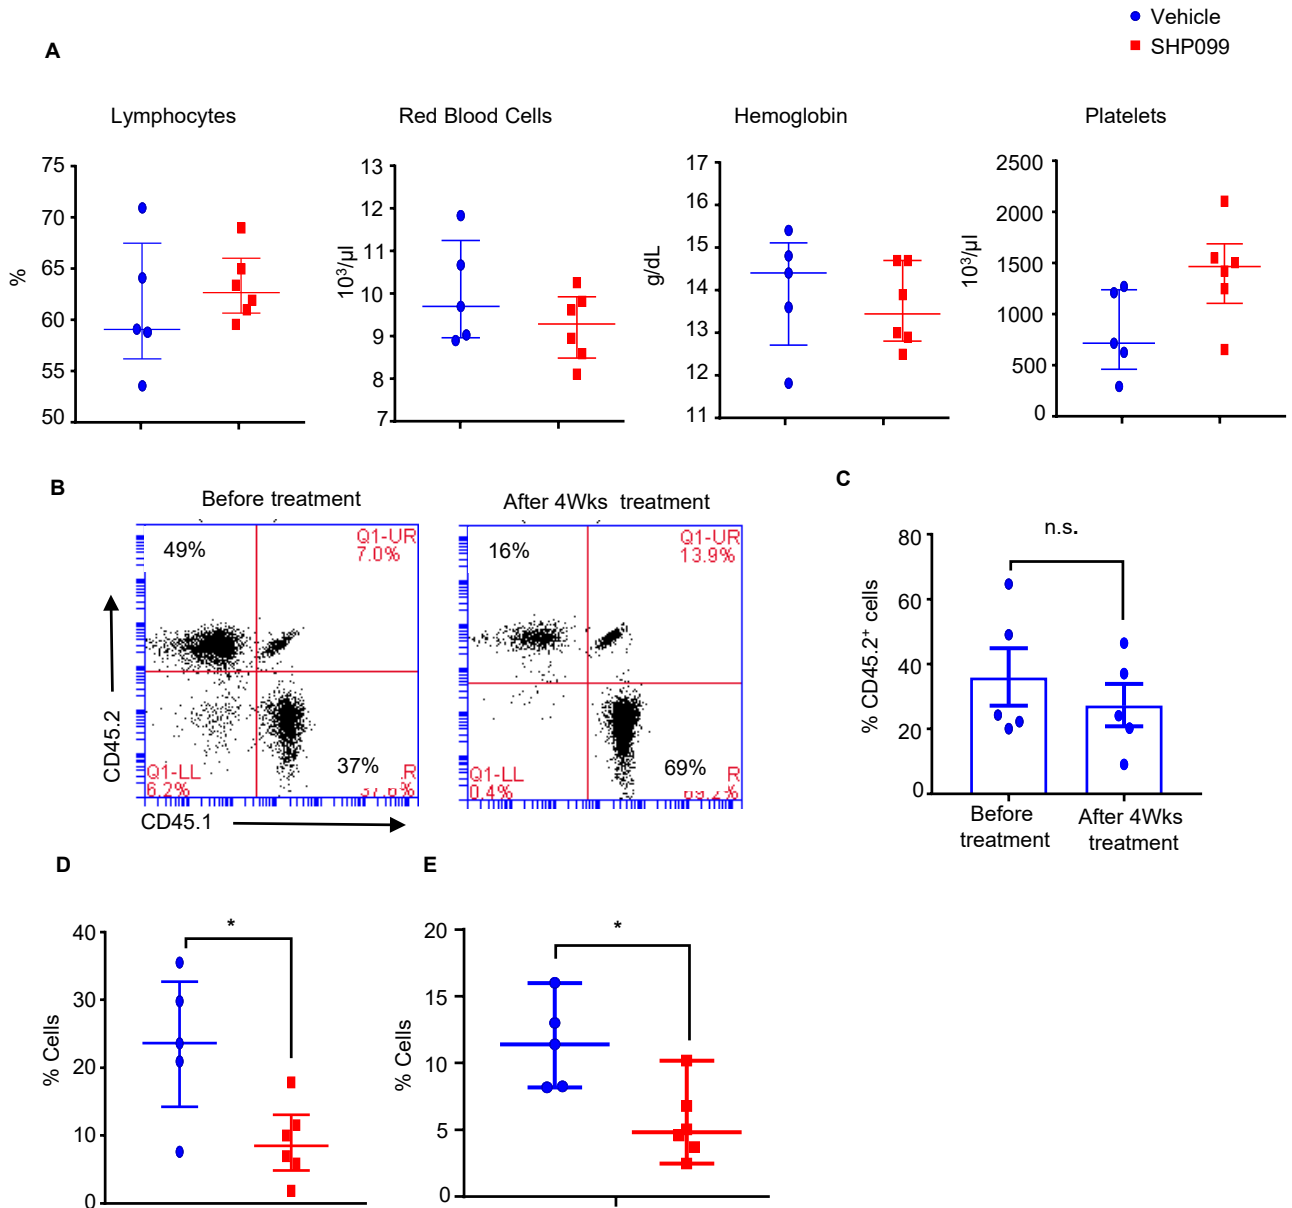 Vehicle
SHP099
A
Lymphocytes
Red Blood Cells
Hemoglobin
Platelets
%
75
70
65
60
55
50
10³/µl
13
12
11
10
9
8
7
g/dL
17
16
15
14
13
12
11
10³/µl
2500
2000
1500
1000
500
0
B
Before treatment
After 4Wks treatment
49%
Q1-UR
7.0%
Q1-LL
6.2%
37%
R
37.6%
16%
Q1-UR
13.9%
Q1-LL
0.4%
69%
R
69.2%
CD45.2
CD45.1
C
n.s.
% CD45.2⁺ cells
80
60
40
20
0
Before
treatment
After 4Wks
treatment
D
*
% Cells
40
30
20
10
0
E
*
% Cells
20
15
10
5
0